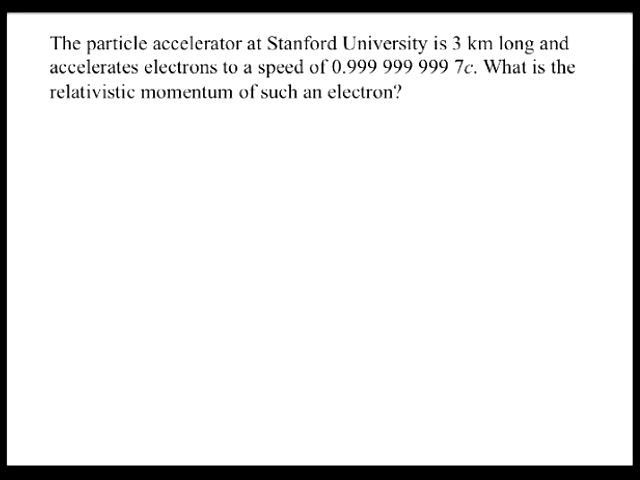 The particle accelerator at Stanford University is 3 km long and
accelerates electrons to a speed of 0.999 999 999 7c. What is the
relativistic momentum of such an electron?